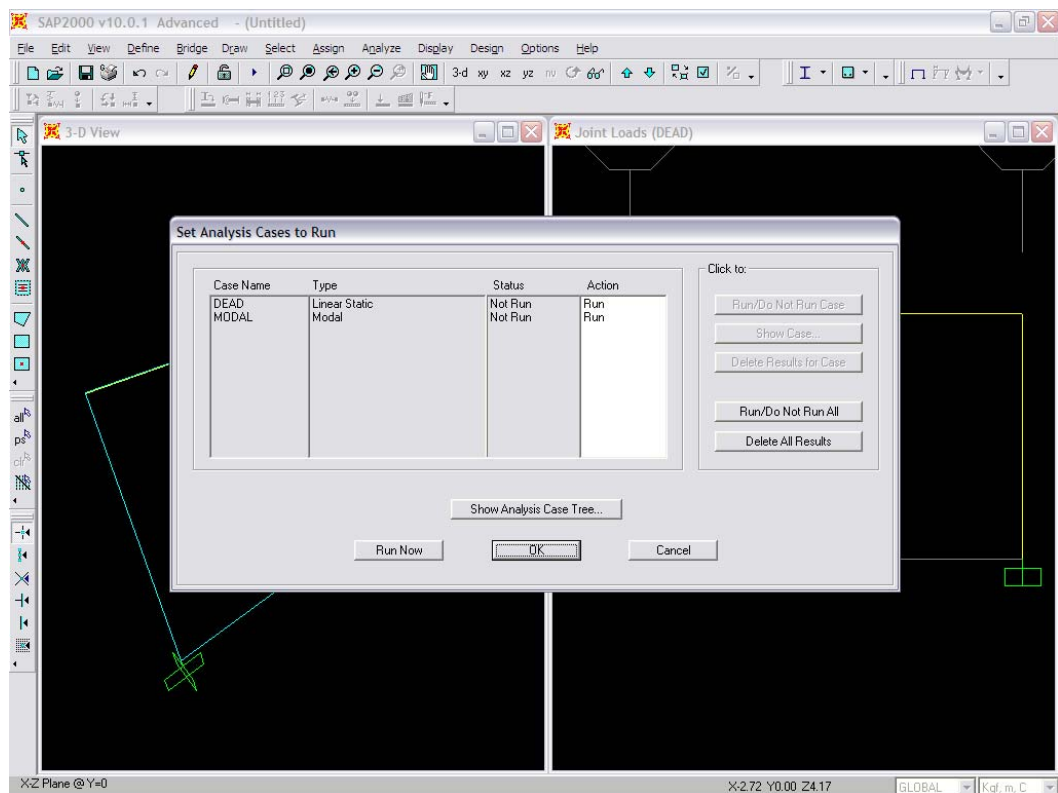 SAP2000 v10.0.1 Advanced - (Untitled)
File Edit View Define Bridge Draw Select Assign Analyze Display Design Options Help
3-d xy xz yz nv
3-D View
Joint Loads (DEAD)
Set Analysis Cases to Run
Case Name Type Status Action
DEAD Linear Static Not Run Run
MODAL Modal Not Run Run
Click to:
Run/Do Not Run Case
Show Case...
Delete Results for Case
Run/Do Not Run All
Delete All Results
Show Analysis Case Tree...
Run Now OK Cancel
all
ps
clr
X-Z Plane @ Y=0 X-2.72 Y0.00 Z4.17 GLOBAL Kgf, m, C